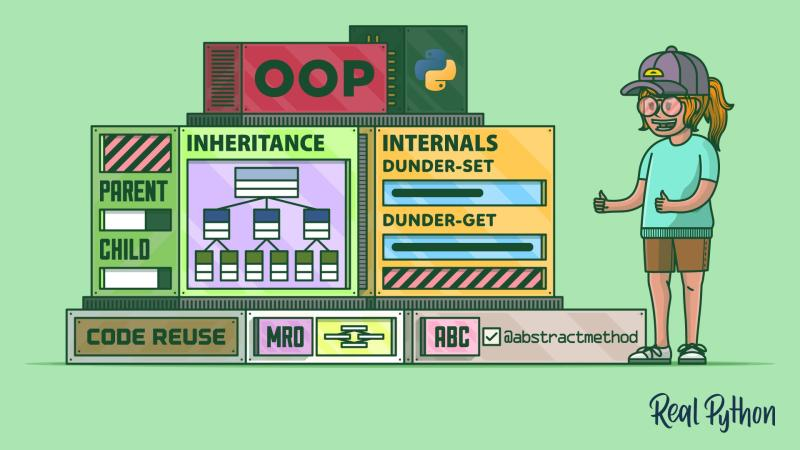 OOP
INHERITANCE
PARENT
CHILD
INTERNALS
DUNDER-SET
DUNDER-GET
CODE REUSE
MRO
ABC
@abstractmethod
Real Python